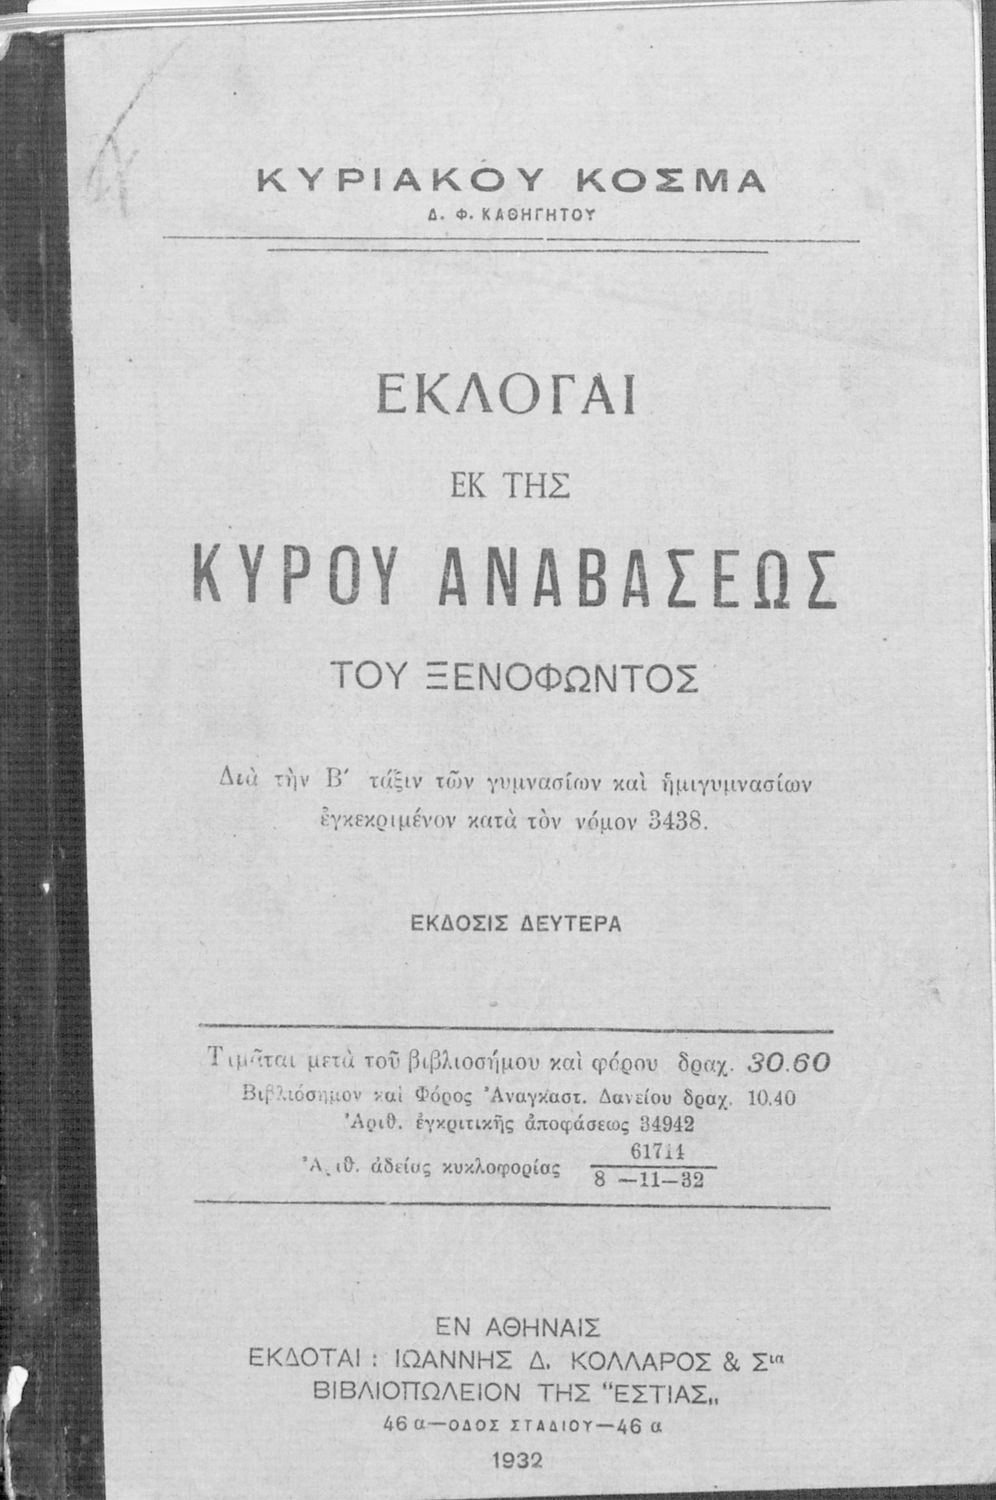 ΚΥΡΙΑΚΟΥ ΚΟΣΜΑ
Δ. Φ. ΚΑΘΗΓΗΤΟΥ
ΕΚΛΟΓΑΙ
ΕΚ ΤΗΣ
ΚΥΡΟΥ ΑΝΑΒΑΣΕΩΣ
ΤΟΥ ΞΕΝΟΦΩΝΤΟΣ
Διὰ τὴν Β′ τάξιν τῶν γυμνασίων καὶ ἡμιγυμνασίων
ἐγκεκριμένον κατὰ τὸν νόμον 3438.
ΕΚΔΟΣΙΣ ΔΕΥΤΕΡΑ
Τιμᾶται μετὰ τοῦ βιβλιοσήμου καὶ φόρου δραχ. 30.60
Βιβλιόσημον καὶ Φόρος Ἀναγκαστ. Δανείου δραχ. 10.40
Ἀριθ. ἐγκριτικῆς ἀποφάσεως 34942
Ἀριθ. ἀδείας κυκλοφορίας 61714
8 —11—32
ΕΝ ΑΘΗΝΑΙΣ
ΕΚΔΟΤΑΙ : ΙΩΑΝΝΗΣ Δ. ΚΟΛΛΑΡΟΣ & Σια
ΒΙΒΛΙΟΠΩΛΕΙΟΝ ΤΗΣ “ΕΣΤΙΑΣ„
46 α—ΟΔΟΣ ΣΤΑΔΙΟΥ—46 α
1932